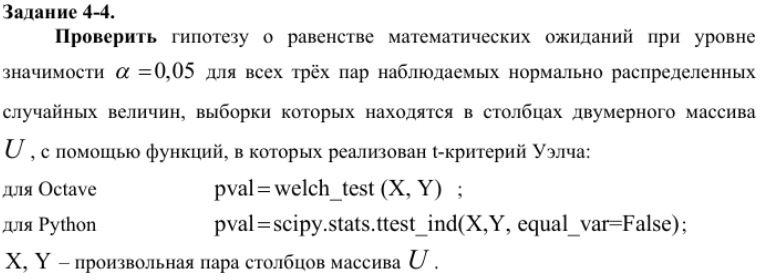 Задание 4-4.
Проверить гипотезу о равенстве математических ожиданий при уровне
значимости α = 0,05 для всех трёх пар наблюдаемых нормально распределенных
случайных величин, выборки которых находятся в столбцах двумерного массива
U , с помощью функций, в которых реализован t-критерий Уэлча:
для Octave pval=welch_test (X, Y) ;
для Python pval=scipy.stats.ttest_ind(X,Y, equal_var=False);
X, Y – произвольная пара столбцов массива U .